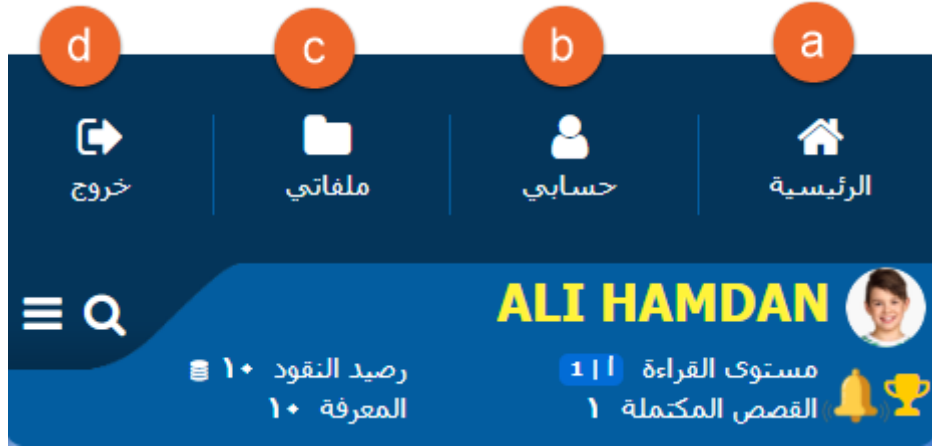 a b c d
الرئيسية حسابي ملفاتي خروج
ALI HAMDAN
مستوى القراءة أ | 1 رصيد النقود ١٠
القصص المكتملة ١ المعرفة ١٠